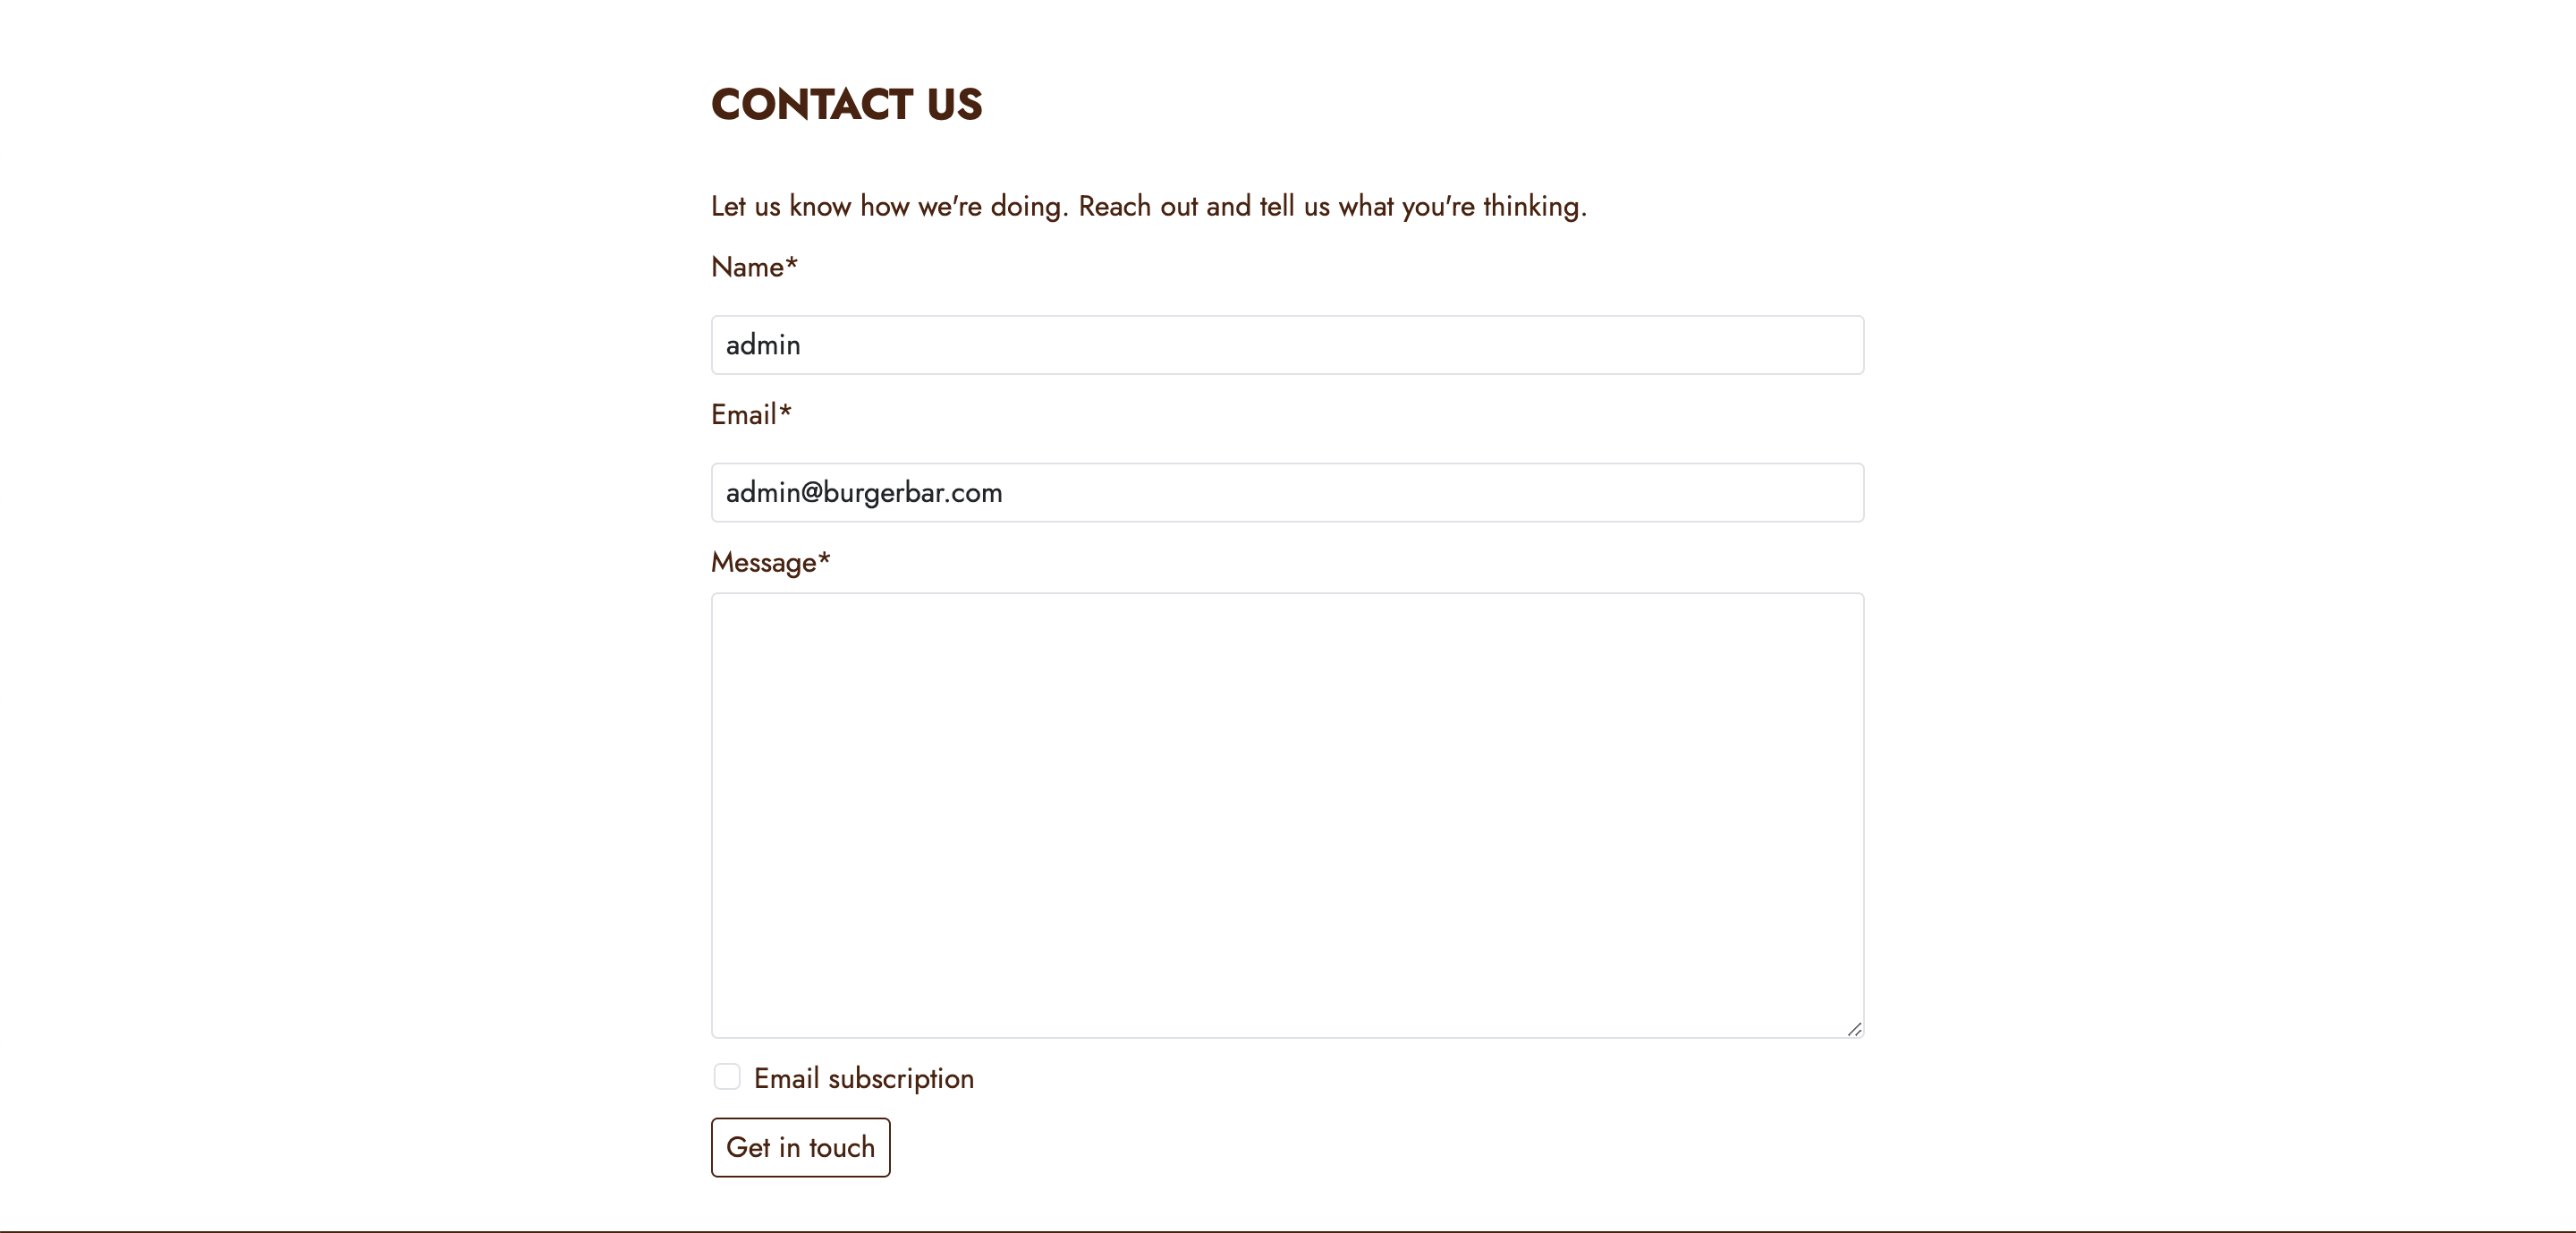 CONTACT US
Let us know how we're doing. Reach out and tell us what you're thinking.
Name*
admin
Email*
admin@burgerbar.com
Message*
Email subscription
Get in touch